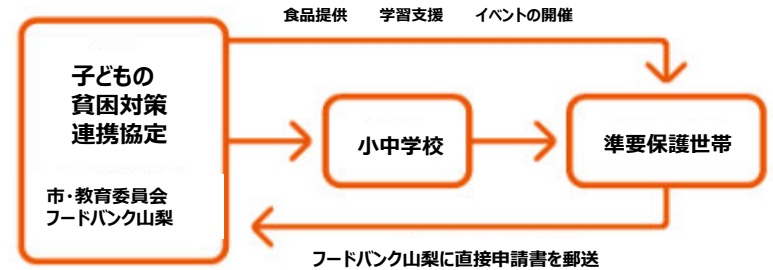 食品提供　　学習支援　　イベントの開催
子どもの
貧困対策
連携協定
市・教育委員会
フードバンク山梨
小中学校
準要保護世帯
フードバンク山梨に直接申請書を郵送